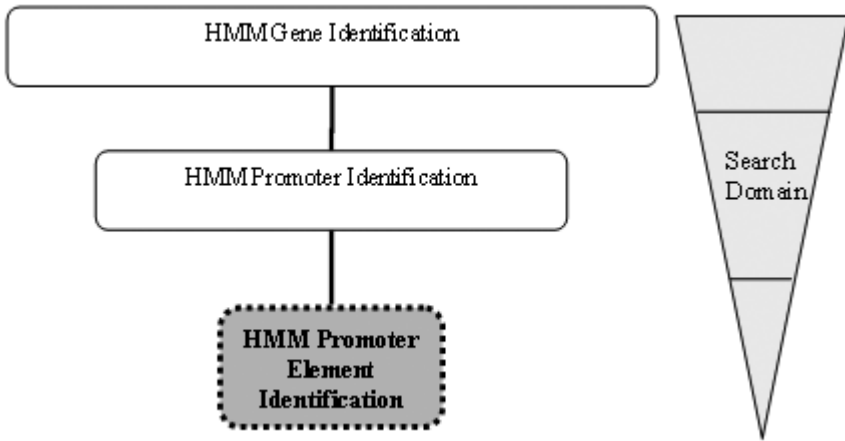 HMM Gene Identification
HMM Promoter Identification
Search
Domain
HMM Promoter
Element
Identification